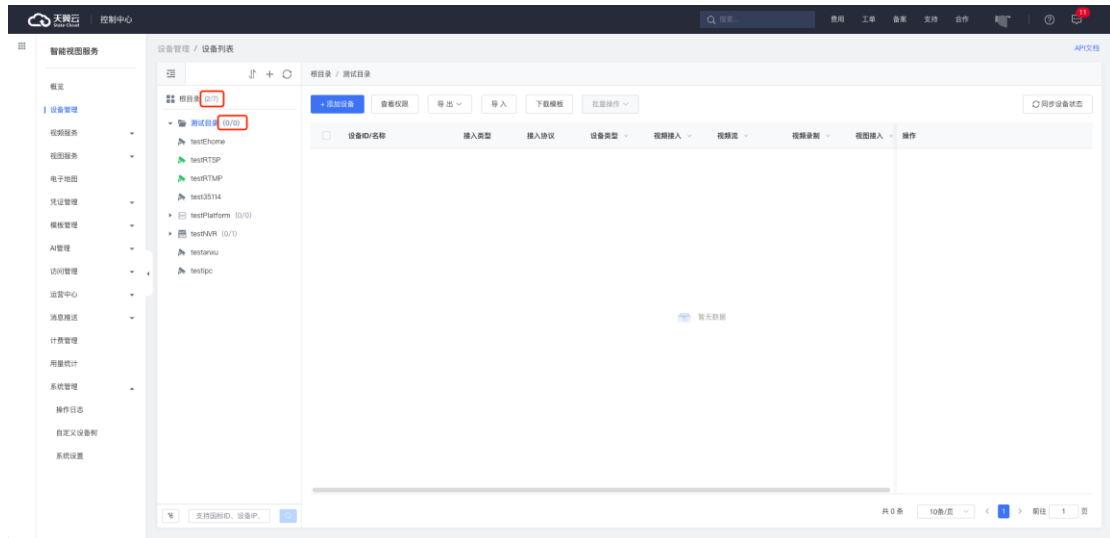 天翼云 控制中心 搜索... 费用 工单 备案 支持 合作 11
State Cloud
智能视图服务 设备管理 / 设备列表 API文档
概览
设备管理
视频服务
视图服务
电子地图
凭证管理
模板管理
AI管理
访问管理
运营中心
消息推送
计费管理
用量统计
系统管理
操作日志
自定义设备树
系统设置
根目录 (2/7)
测试目录 (0/0)
testEhome
testRTSP
testRTMP
test35114
testPlatform (0/0)
testNVR (0/1)
testanxu
testipc
支持国标ID、设备IP、
根目录 / 测试目录
+ 添加设备 查看权限 导出 导入 下载模板 批量操作 同步设备状态
设备ID/名称 接入类型 接入协议 设备类型 视频接入 视频流 视频录制 视图接入 操作
暂无数据
共 0 条 10条/页 < 1 > 前往 1 页